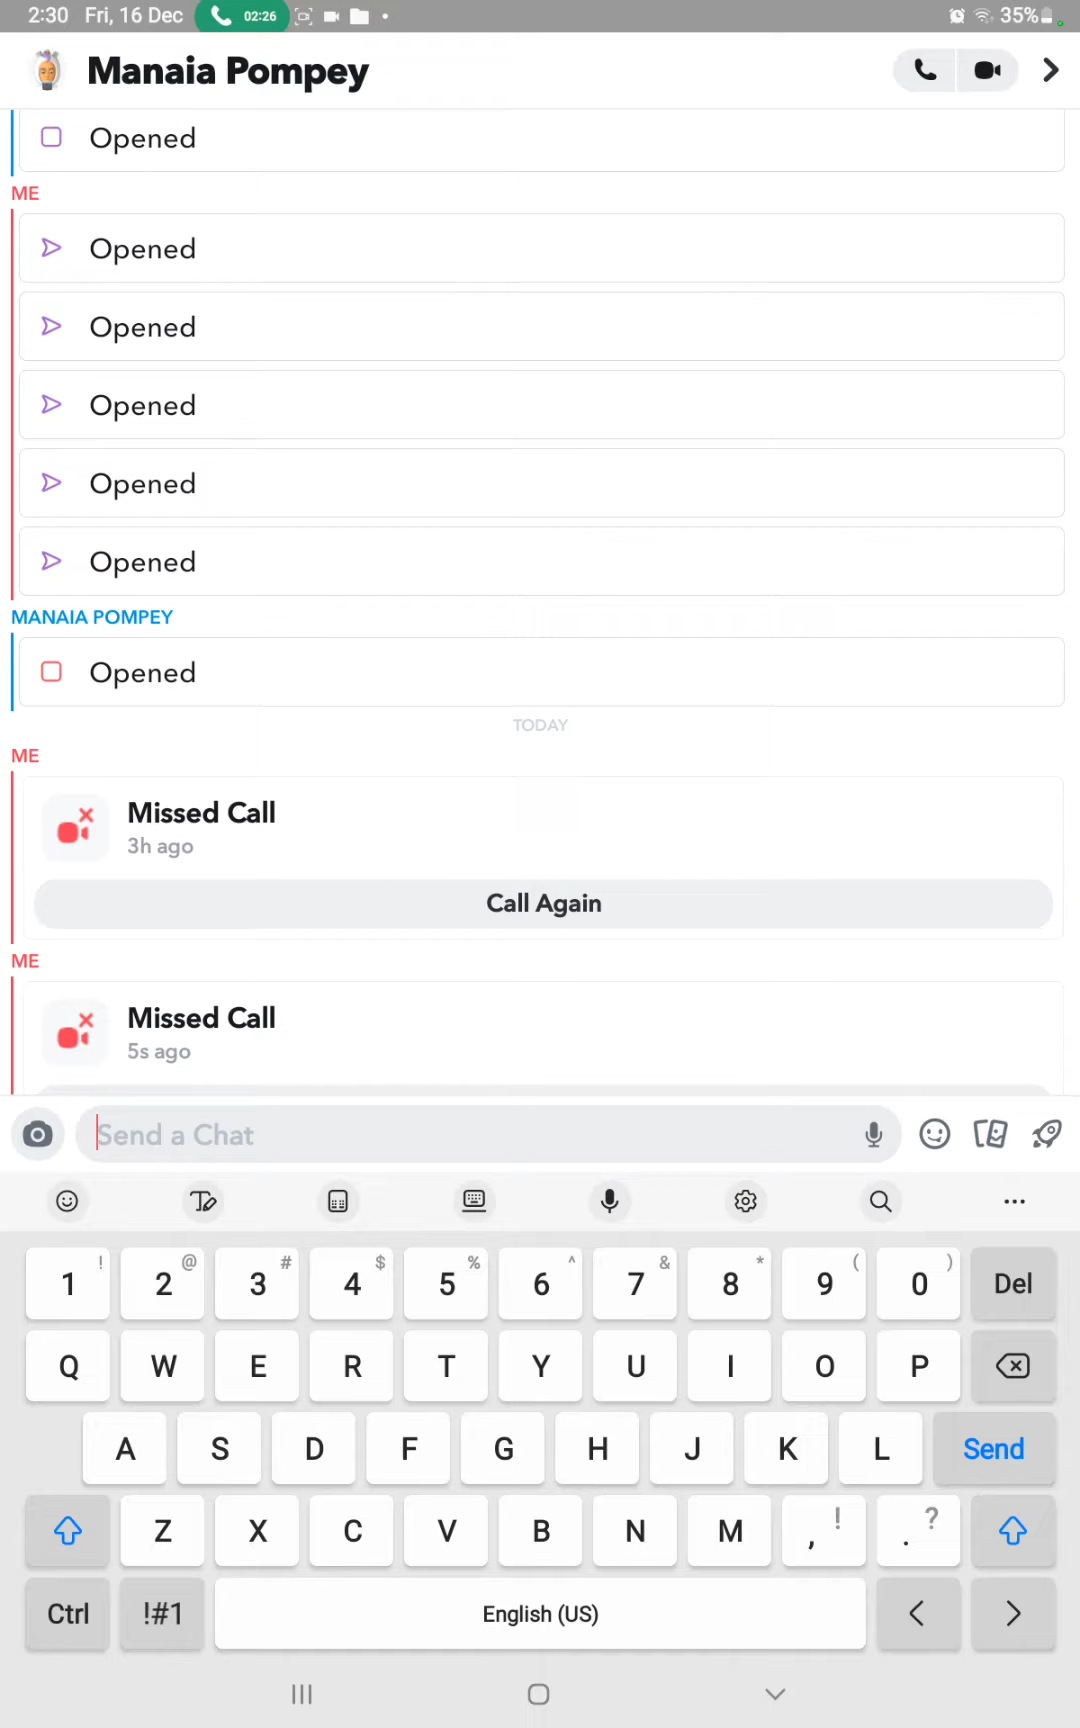 2:30 Fri, 16 Dec 02:26 35%
Manaia Pompey
Opened
ME
Opened
Opened
Opened
Opened
Opened
MANAIA POMPEY
Opened
TODAY
ME
Missed Call
3h ago
Call Again
ME
Missed Call
5s ago
Send a Chat
! @ # $ % ^ & * ( )
1 2 3 4 5 6 7 8 9 0 Del
Q W E R T Y U I O P
A S D F G H J K L Send
Z X C V B N M , ! . ?
Ctrl !#1 English (US) < >